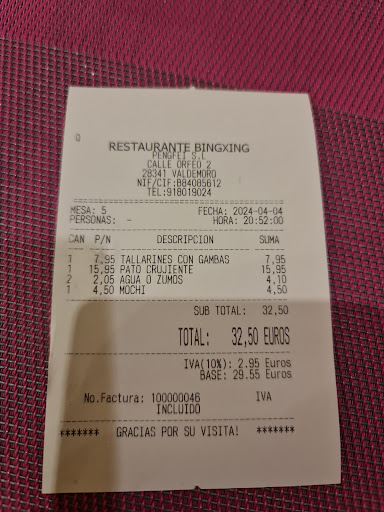 RESTAURANTE BINGXING
PENGFEI S.L
CALLE ORFEO 2
28341 VALDEMORO
NIF/CIF:B84085612
TEL:918019024
MESA: 5 FECHA: 2024-04-04
PERSONAS: - HORA: 20:52:00
CAN P/N DESCRIPCION SUMA
1 7,95 TALLARINES CON GAMBAS 7,95
1 15,95 PATO CRUJIENTE 15,95
2 2,05 AGUA O ZUMOS 4,10
1 4,50 MOCHI 4,50
SUB TOTAL: 32,50
TOTAL: 32,50 EUROS
IVA(10%): 2.95 Euros
BASE: 29.55 Euros
No.Factura: 100000046 IVA
INCLUIDO
******* GRACIAS POR SU VISITA! *******